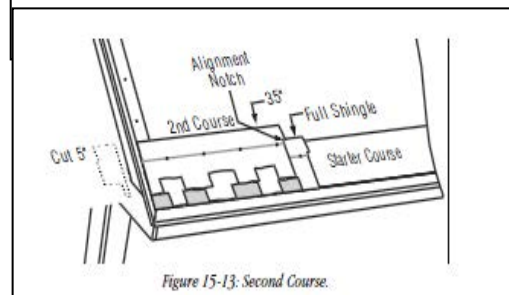 Alignment
Notch
35"
2nd Course
Full Shingle
Cut 5"
Starter Course
Figure 15-13: Second Course.